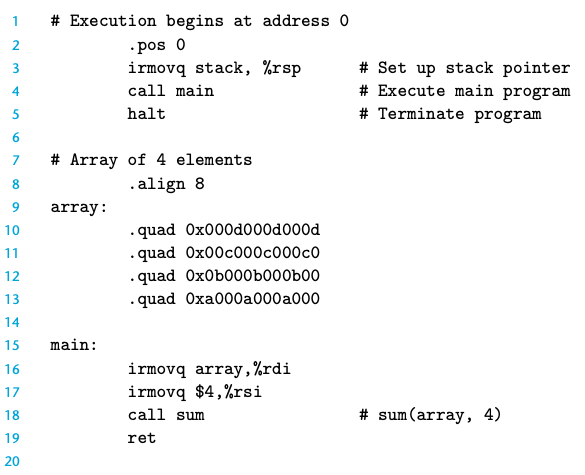 1 # Execution begins at address 0
2 .pos 0
3 irmovq stack, %rsp # Set up stack pointer
4 call main # Execute main program
5 halt # Terminate program
6
7 # Array of 4 elements
8 .align 8
9 array:
10 .quad 0x000d000d000d
11 .quad 0x00c000c000c0
12 .quad 0x0b000b000b00
13 .quad 0xa000a000a000
14
15 main:
16 irmovq array,%rdi
17 irmovq $4,%rsi
18 call sum # sum(array, 4)
19 ret
20